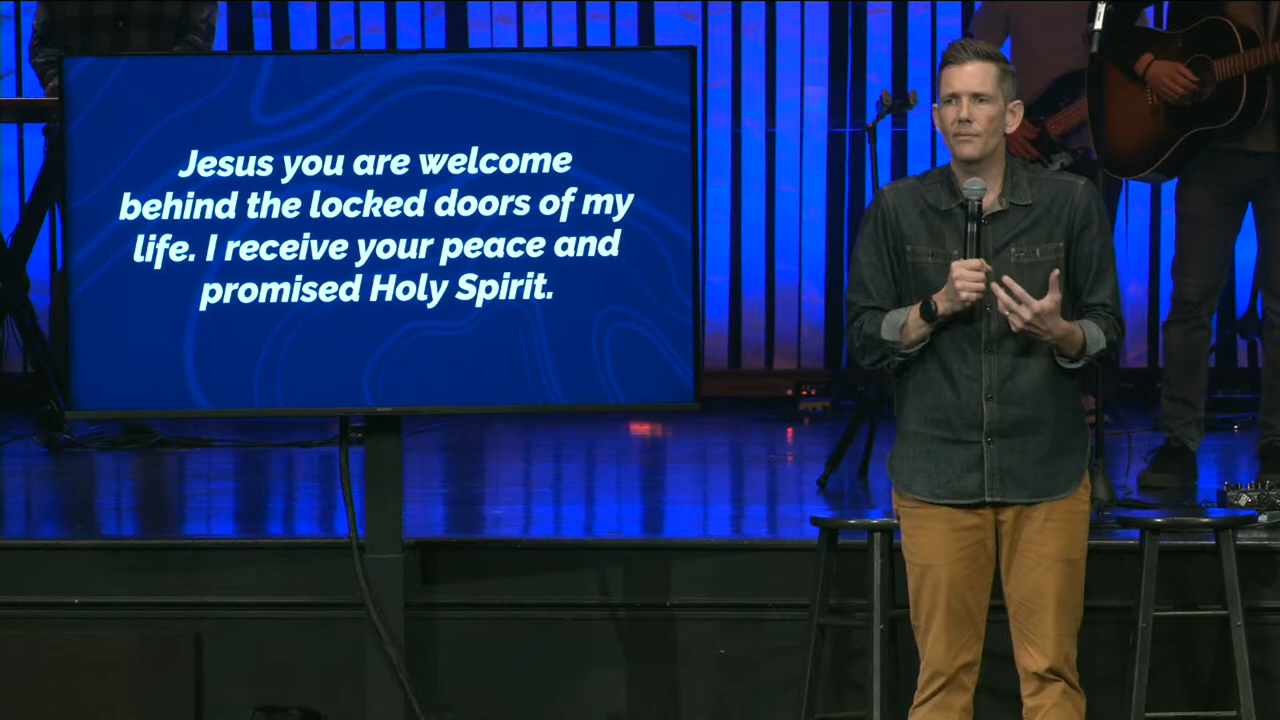 Jesus you are welcome
behind the locked doors of my
life. I receive your peace and
promised Holy Spirit.